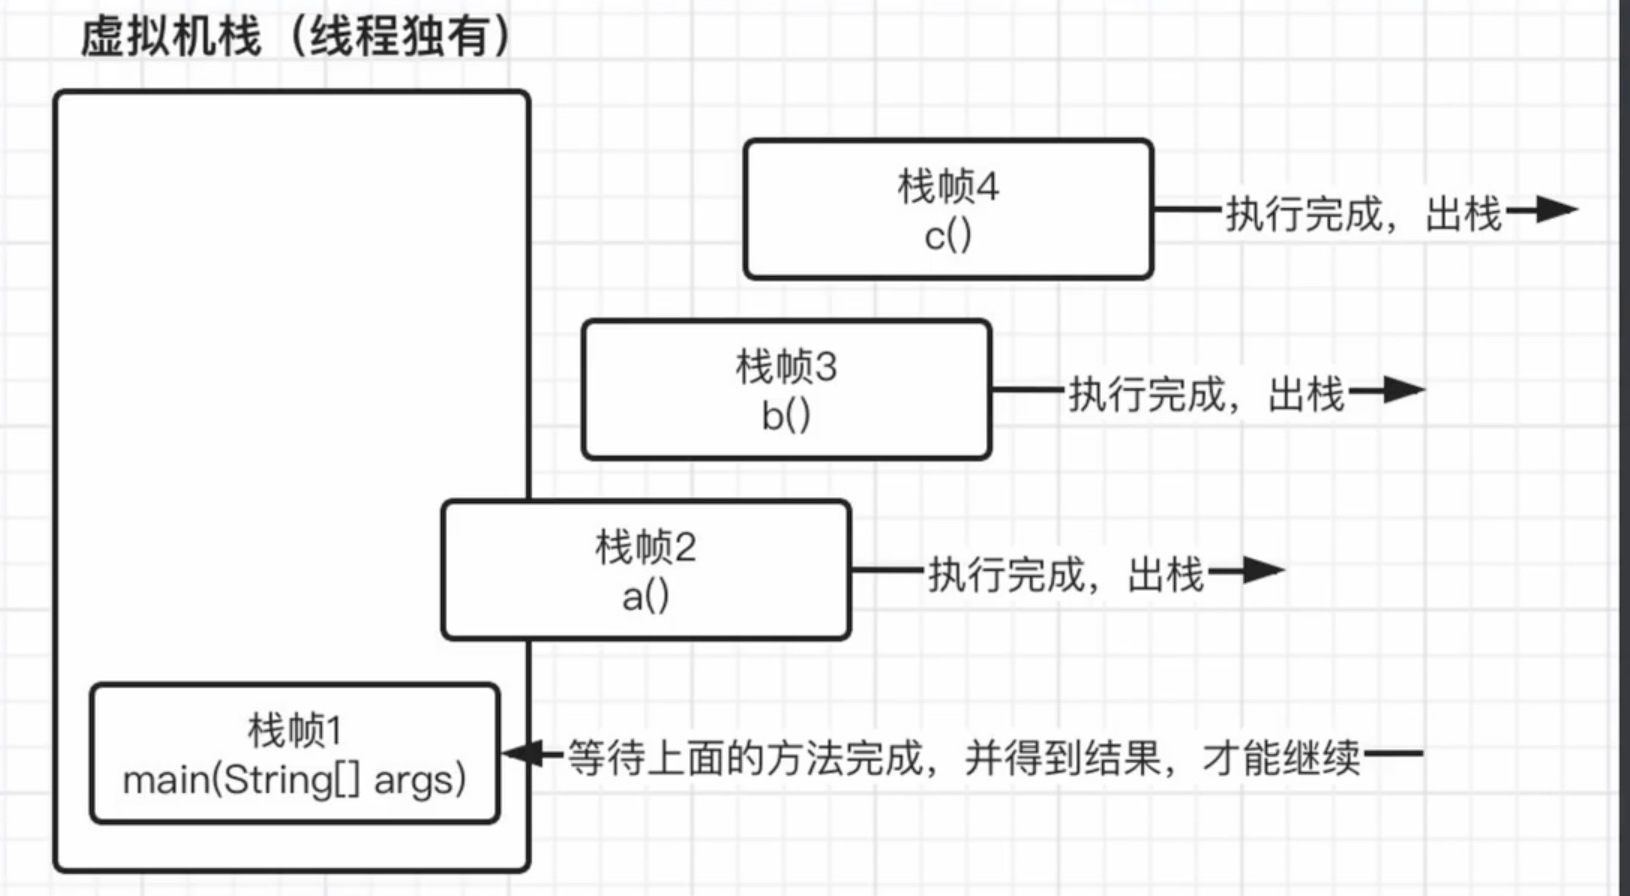 虚拟机栈（线程独有）
栈帧4
c()
执行完成，出栈
栈帧3
b()
执行完成，出栈
栈帧2
a()
执行完成，出栈
栈帧1
main(String[] args)
等待上面的方法完成，并得到结果，才能继续